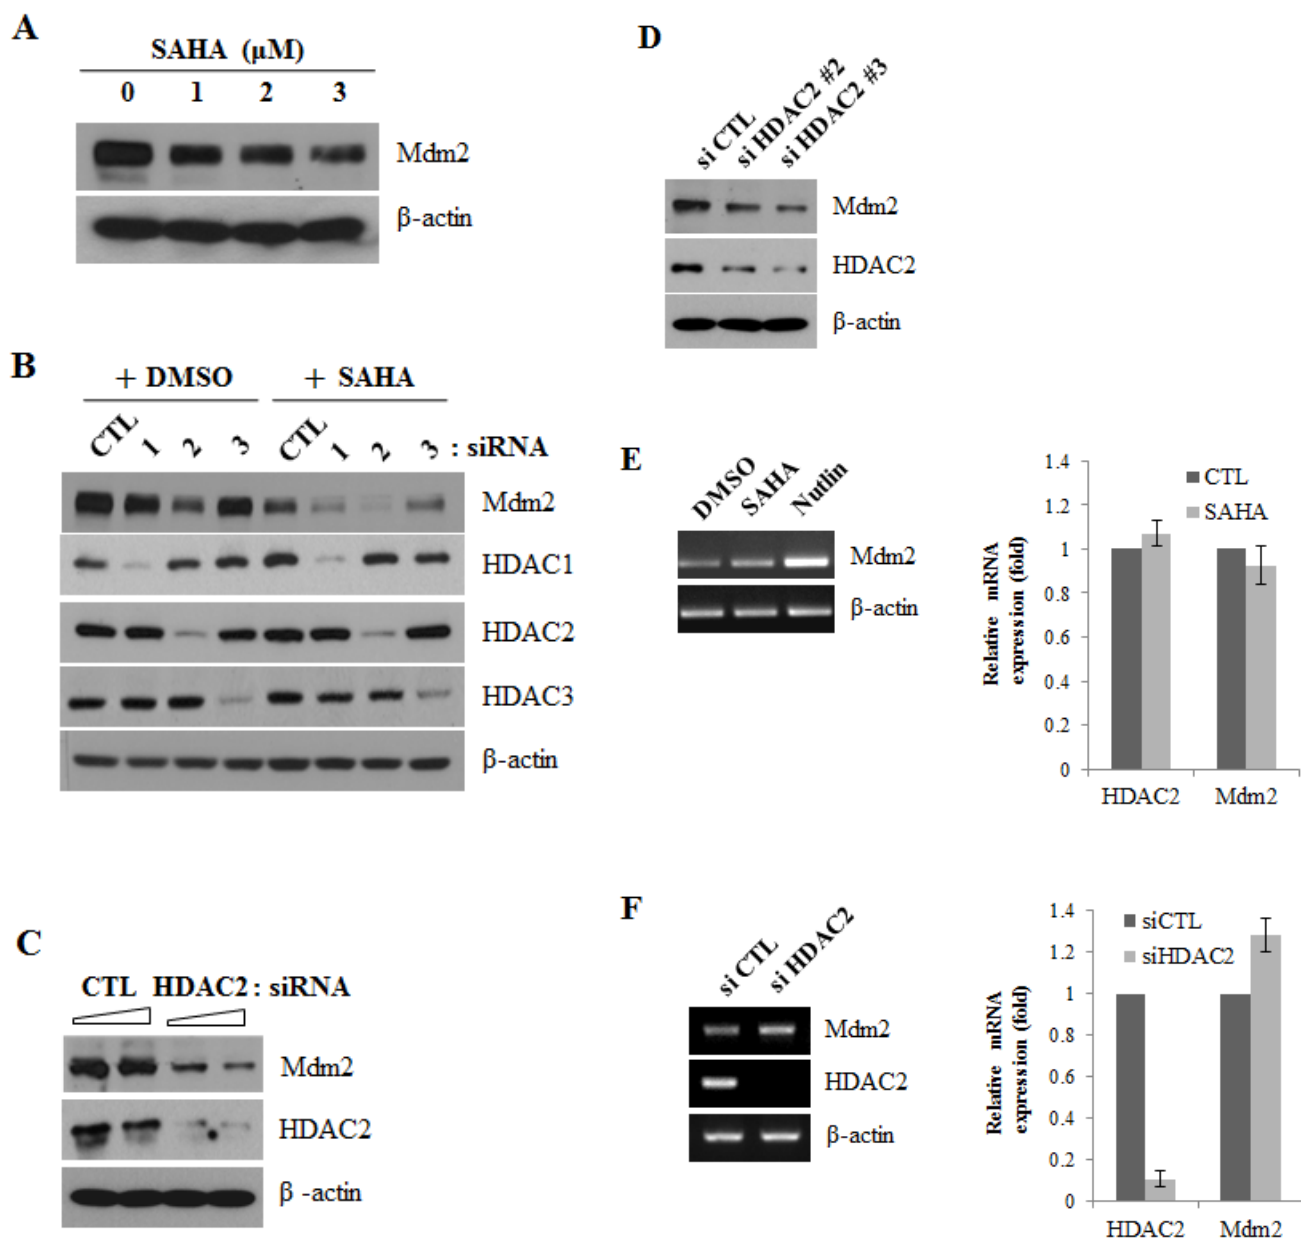 A
SAHA (µM)
0 1 2 3
Mdm2
β-actin
B
+ DMSO + SAHA
CTL 1 2 3 CTL 1 2 3 : siRNA
Mdm2
HDAC1
HDAC2
HDAC3
β-actin
C
CTL HDAC2 : siRNA
Mdm2
HDAC2
β -actin
D
si CTL si HDAC2 #2 si HDAC2 #3
Mdm2
HDAC2
β-actin
E
DMSO SAHA Nutlin
Mdm2
β-actin
Relative mRNA
expression (fold)
1.4
1.2
1
0.8
0.6
0.4
0.2
0
CTL
SAHA
HDAC2 Mdm2
F
si CTL si HDAC2
Mdm2
HDAC2
β-actin
Relative mRNA
expression (fold)
1.4
1.2
1
0.8
0.6
0.4
0.2
0
siCTL
siHDAC2
HDAC2 Mdm2